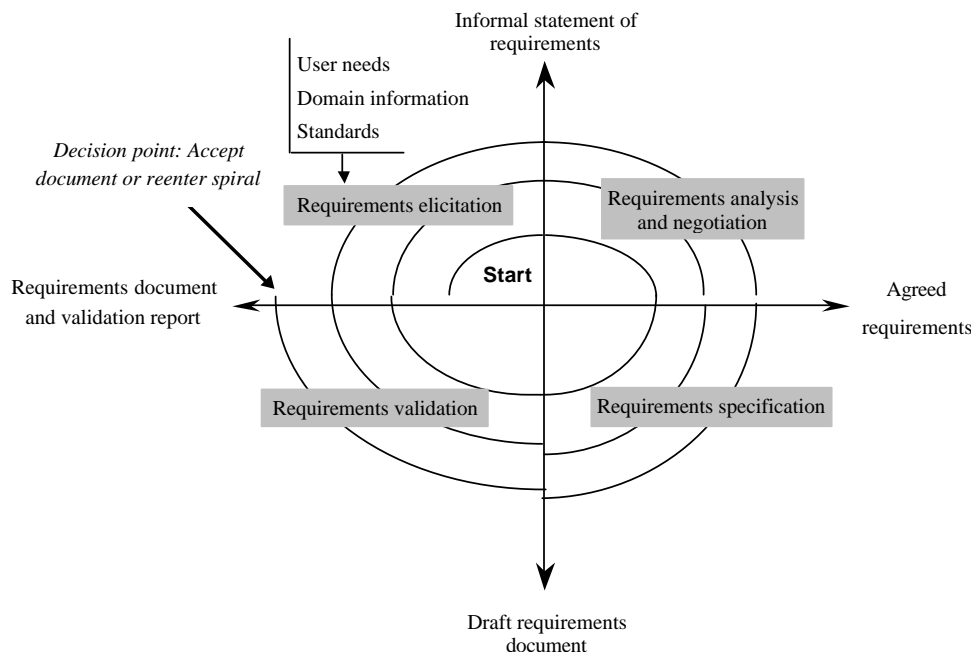 Informal statement of
requirements
User needs
Domain information
Standards
Decision point: Accept
document or reenter spiral
Requirements elicitation
Requirements analysis
and negotiation
Start
Requirements document
and validation report
Agreed
requirements
Requirements validation
Requirements specification
Draft requirements
document